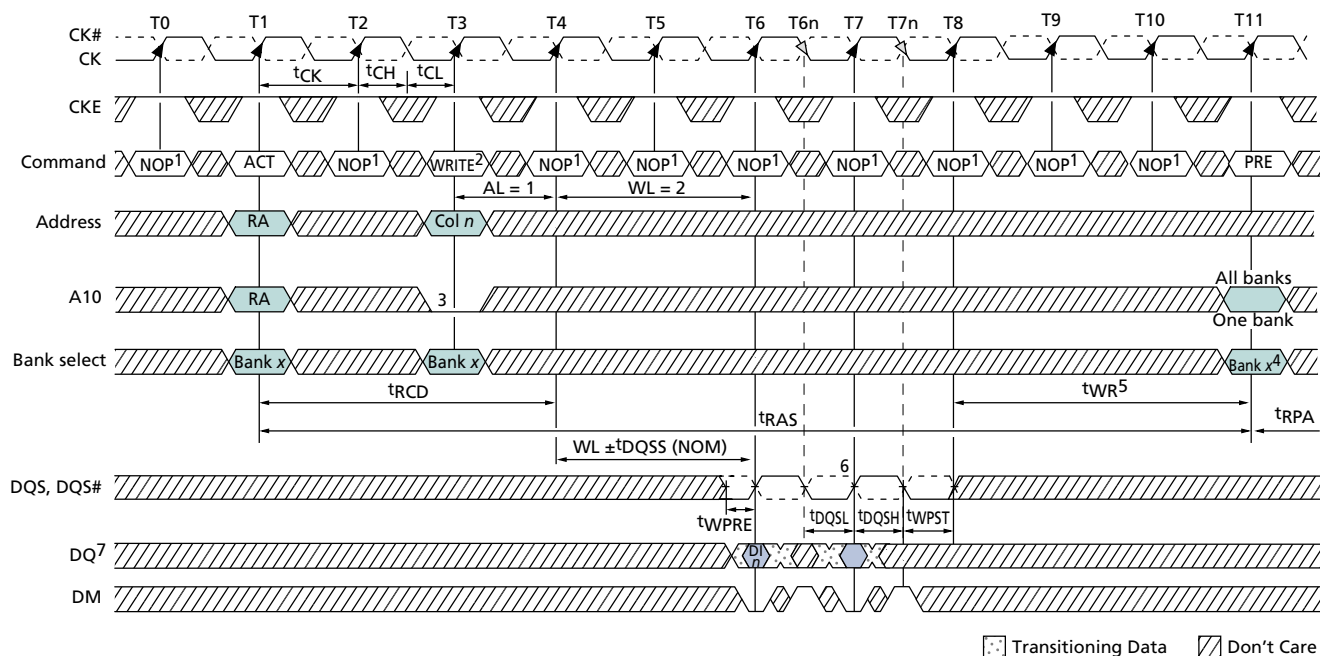 T0 T1 T2 T3 T4 T5 T6 T6n T7 T7n T8 T9 T10 T11
CK#
CK
tCK tCH tCL
CKE
Command NOP1 ACT NOP1 WRITE2 NOP1 NOP1 NOP1 NOP1 NOP1 NOP1 NOP1 PRE
AL = 1 WL = 2
Address RA Col n
All banks
A10 RA 3
One bank
Bank select Bank x Bank x Bank x4
tRCD tWR5
tRAS tRPA
WL ±tDQSS (NOM)
6
DQS, DQS#
tWPRE tDQSL tDQSH tWPST
DQ7 DI n
DM
Transitioning Data Don't Care